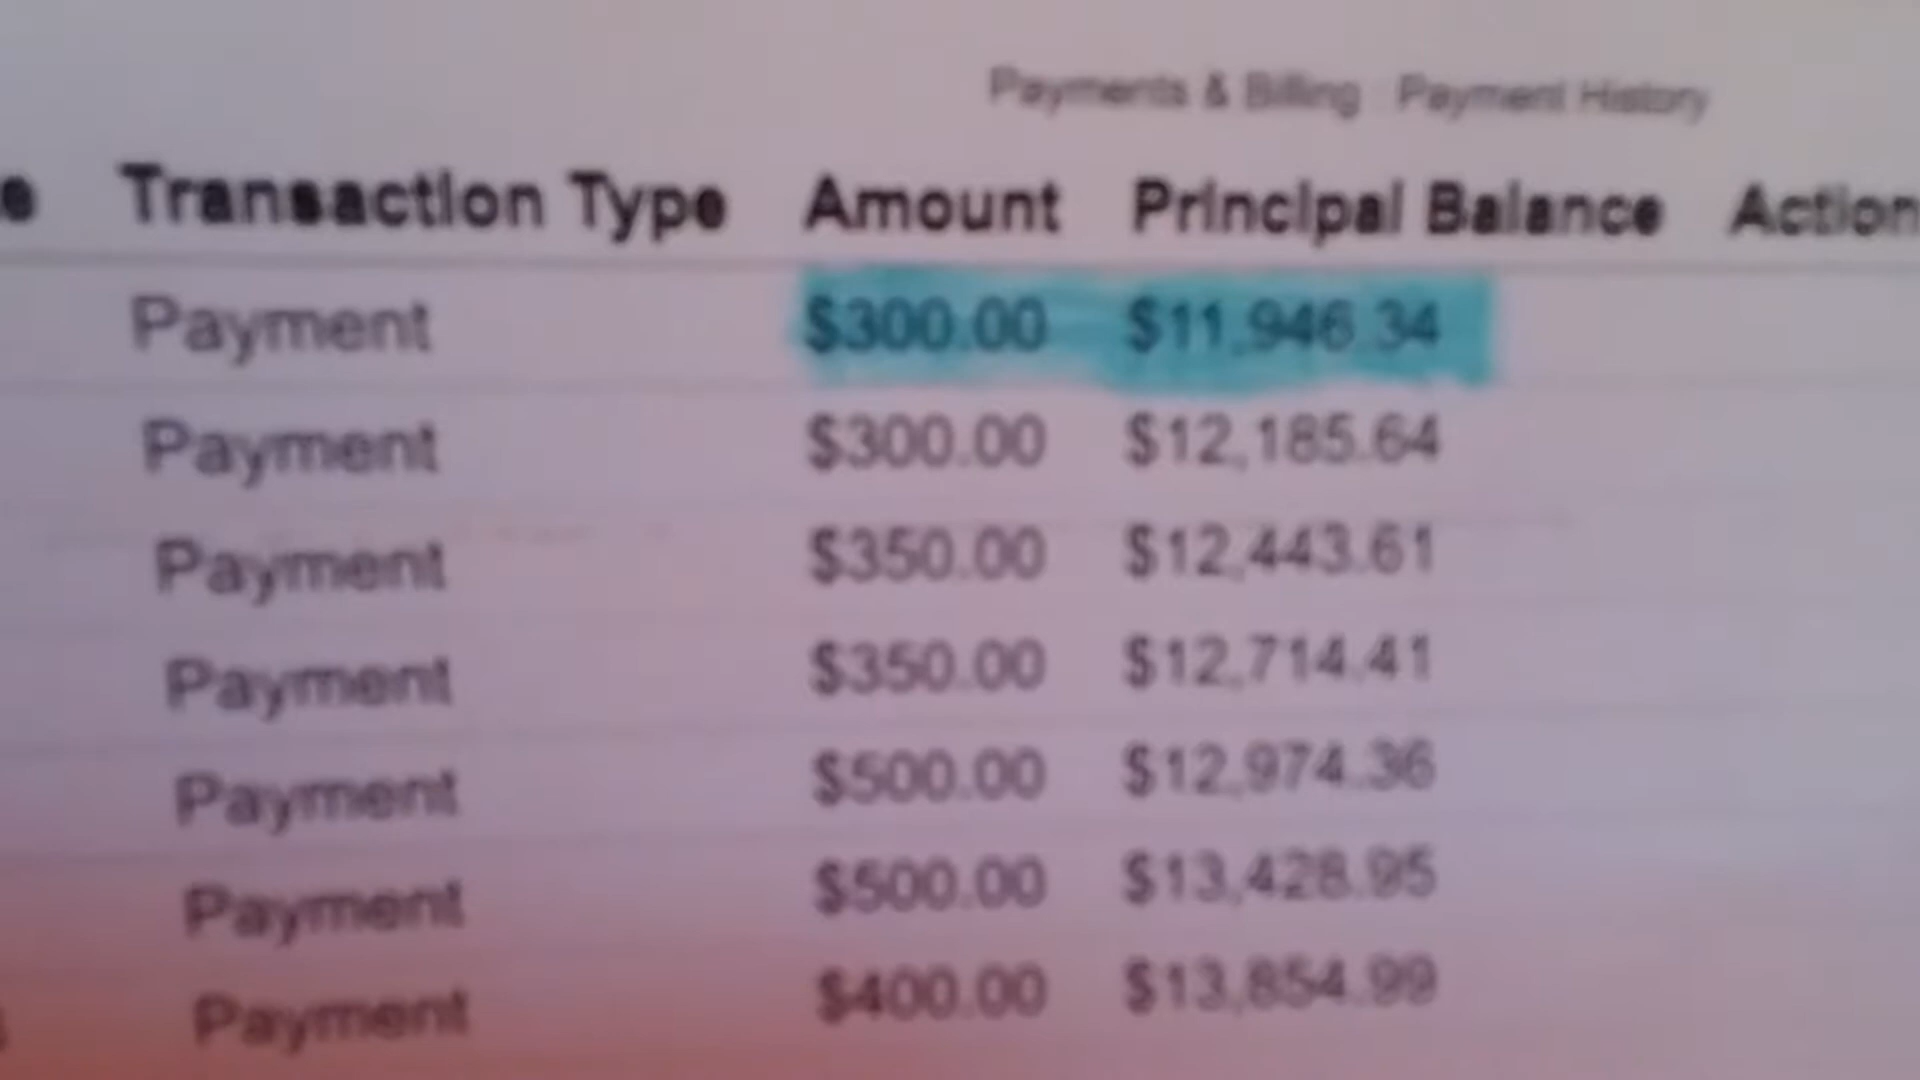 Payments & Billing : Payment History
Transaction Type Amount Principal Balance Action
Payment $300.00 $11,946.34
Payment $300.00 $12,185.64
Payment $350.00 $12,443.61
Payment $350.00 $12,714.41
Payment $500.00 $12,974.36
Payment $500.00 $13,428.95
Payment $400.00 $13,854.99